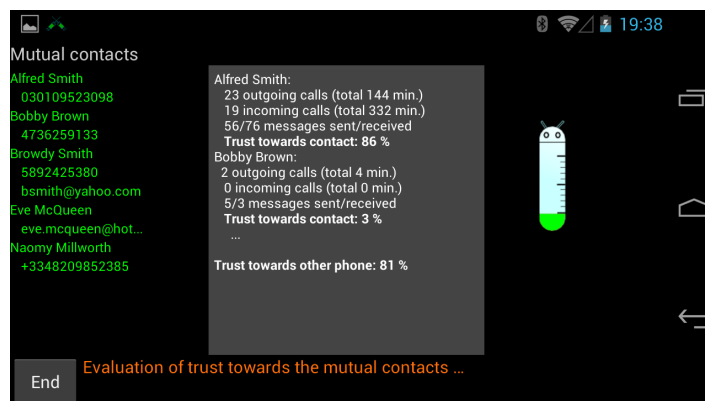 19:38
Mutual contacts
Alfred Smith
030109523098
Bobby Brown
4736259133
Browdy Smith
5892425380
bsmith@yahoo.com
Eve McQueen
eve.mcqueen@hot...
Naomy Millworth
+3348209852385
Alfred Smith:
23 outgoing calls (total 144 min.)
19 incoming calls (total 332 min.)
56/76 messages sent/received
Trust towards contact: 86 %
Bobby Brown:
2 outgoing calls (total 4 min.)
0 incoming calls (total 0 min.)
5/3 messages sent/received
Trust towards contact: 3 %
...
Trust towards other phone: 81 %
End
Evaluation of trust towards the mutual contacts ...